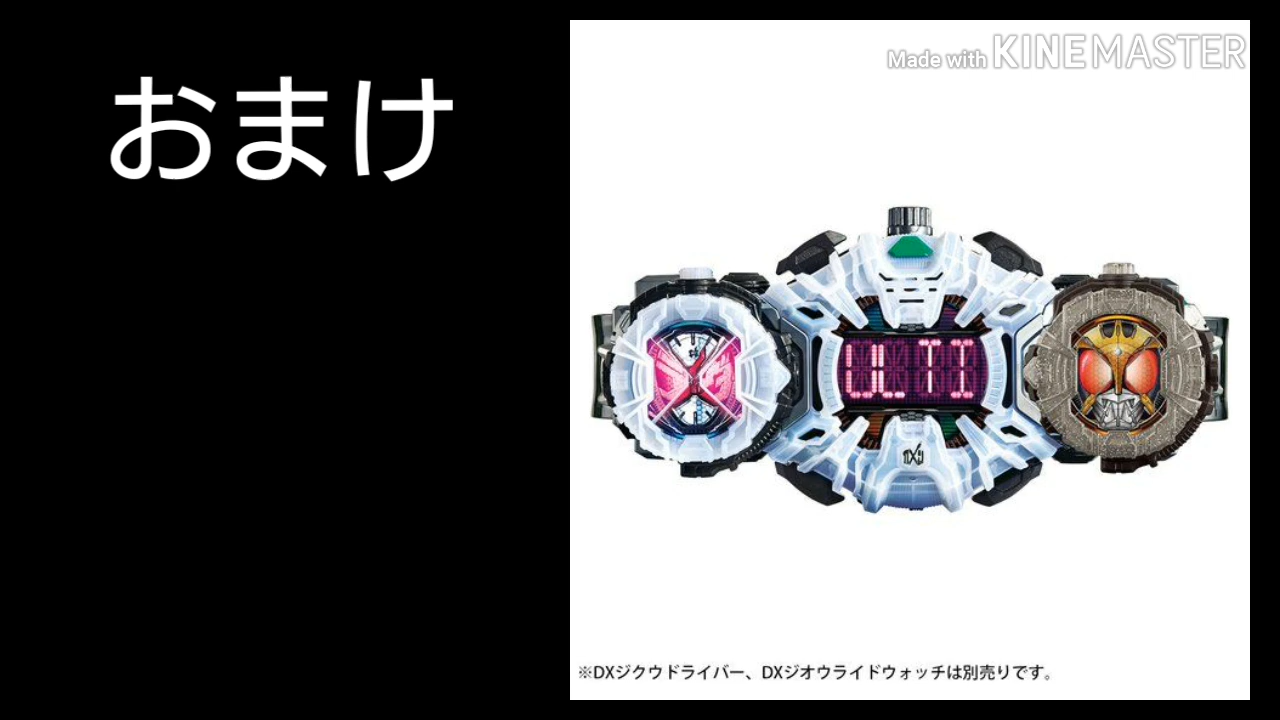 おまけ
Made with KINEMASTER
ULTI
※DXジクウドライバー、DXジオウライドウォッチは別売りです。